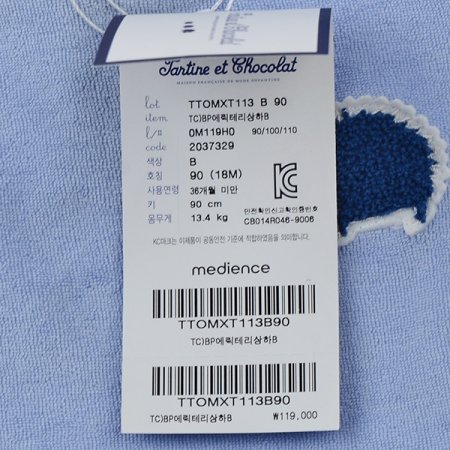 Tartine et Chocolat
MAISON FRANÇAISE DE MODE ENFANTINE
lot TTOMXT113 B 90
item TC)BP에릭테리상하B
l/# 0M119H0 90/100/110
code 2037329
색상 B
호칭 90 (18M)
사용연령 36개월 미만
키 90 cm
몸무게 13.4 kg
안전확인신고확인증번호
CB014R046-9006
KC마크는 이제품이 공통안전 기준에 적합하였음을 의미합니다.
medience
TTOMXT113B90
TC)BP에릭테리상하B
TTOMXT113B90
TC)BP에릭테리상하B ₩119,000